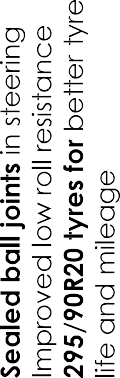 Sealed ball joints in steering
Improved low roll resistance
295/90R20 tyres for better tyre
life and mileage